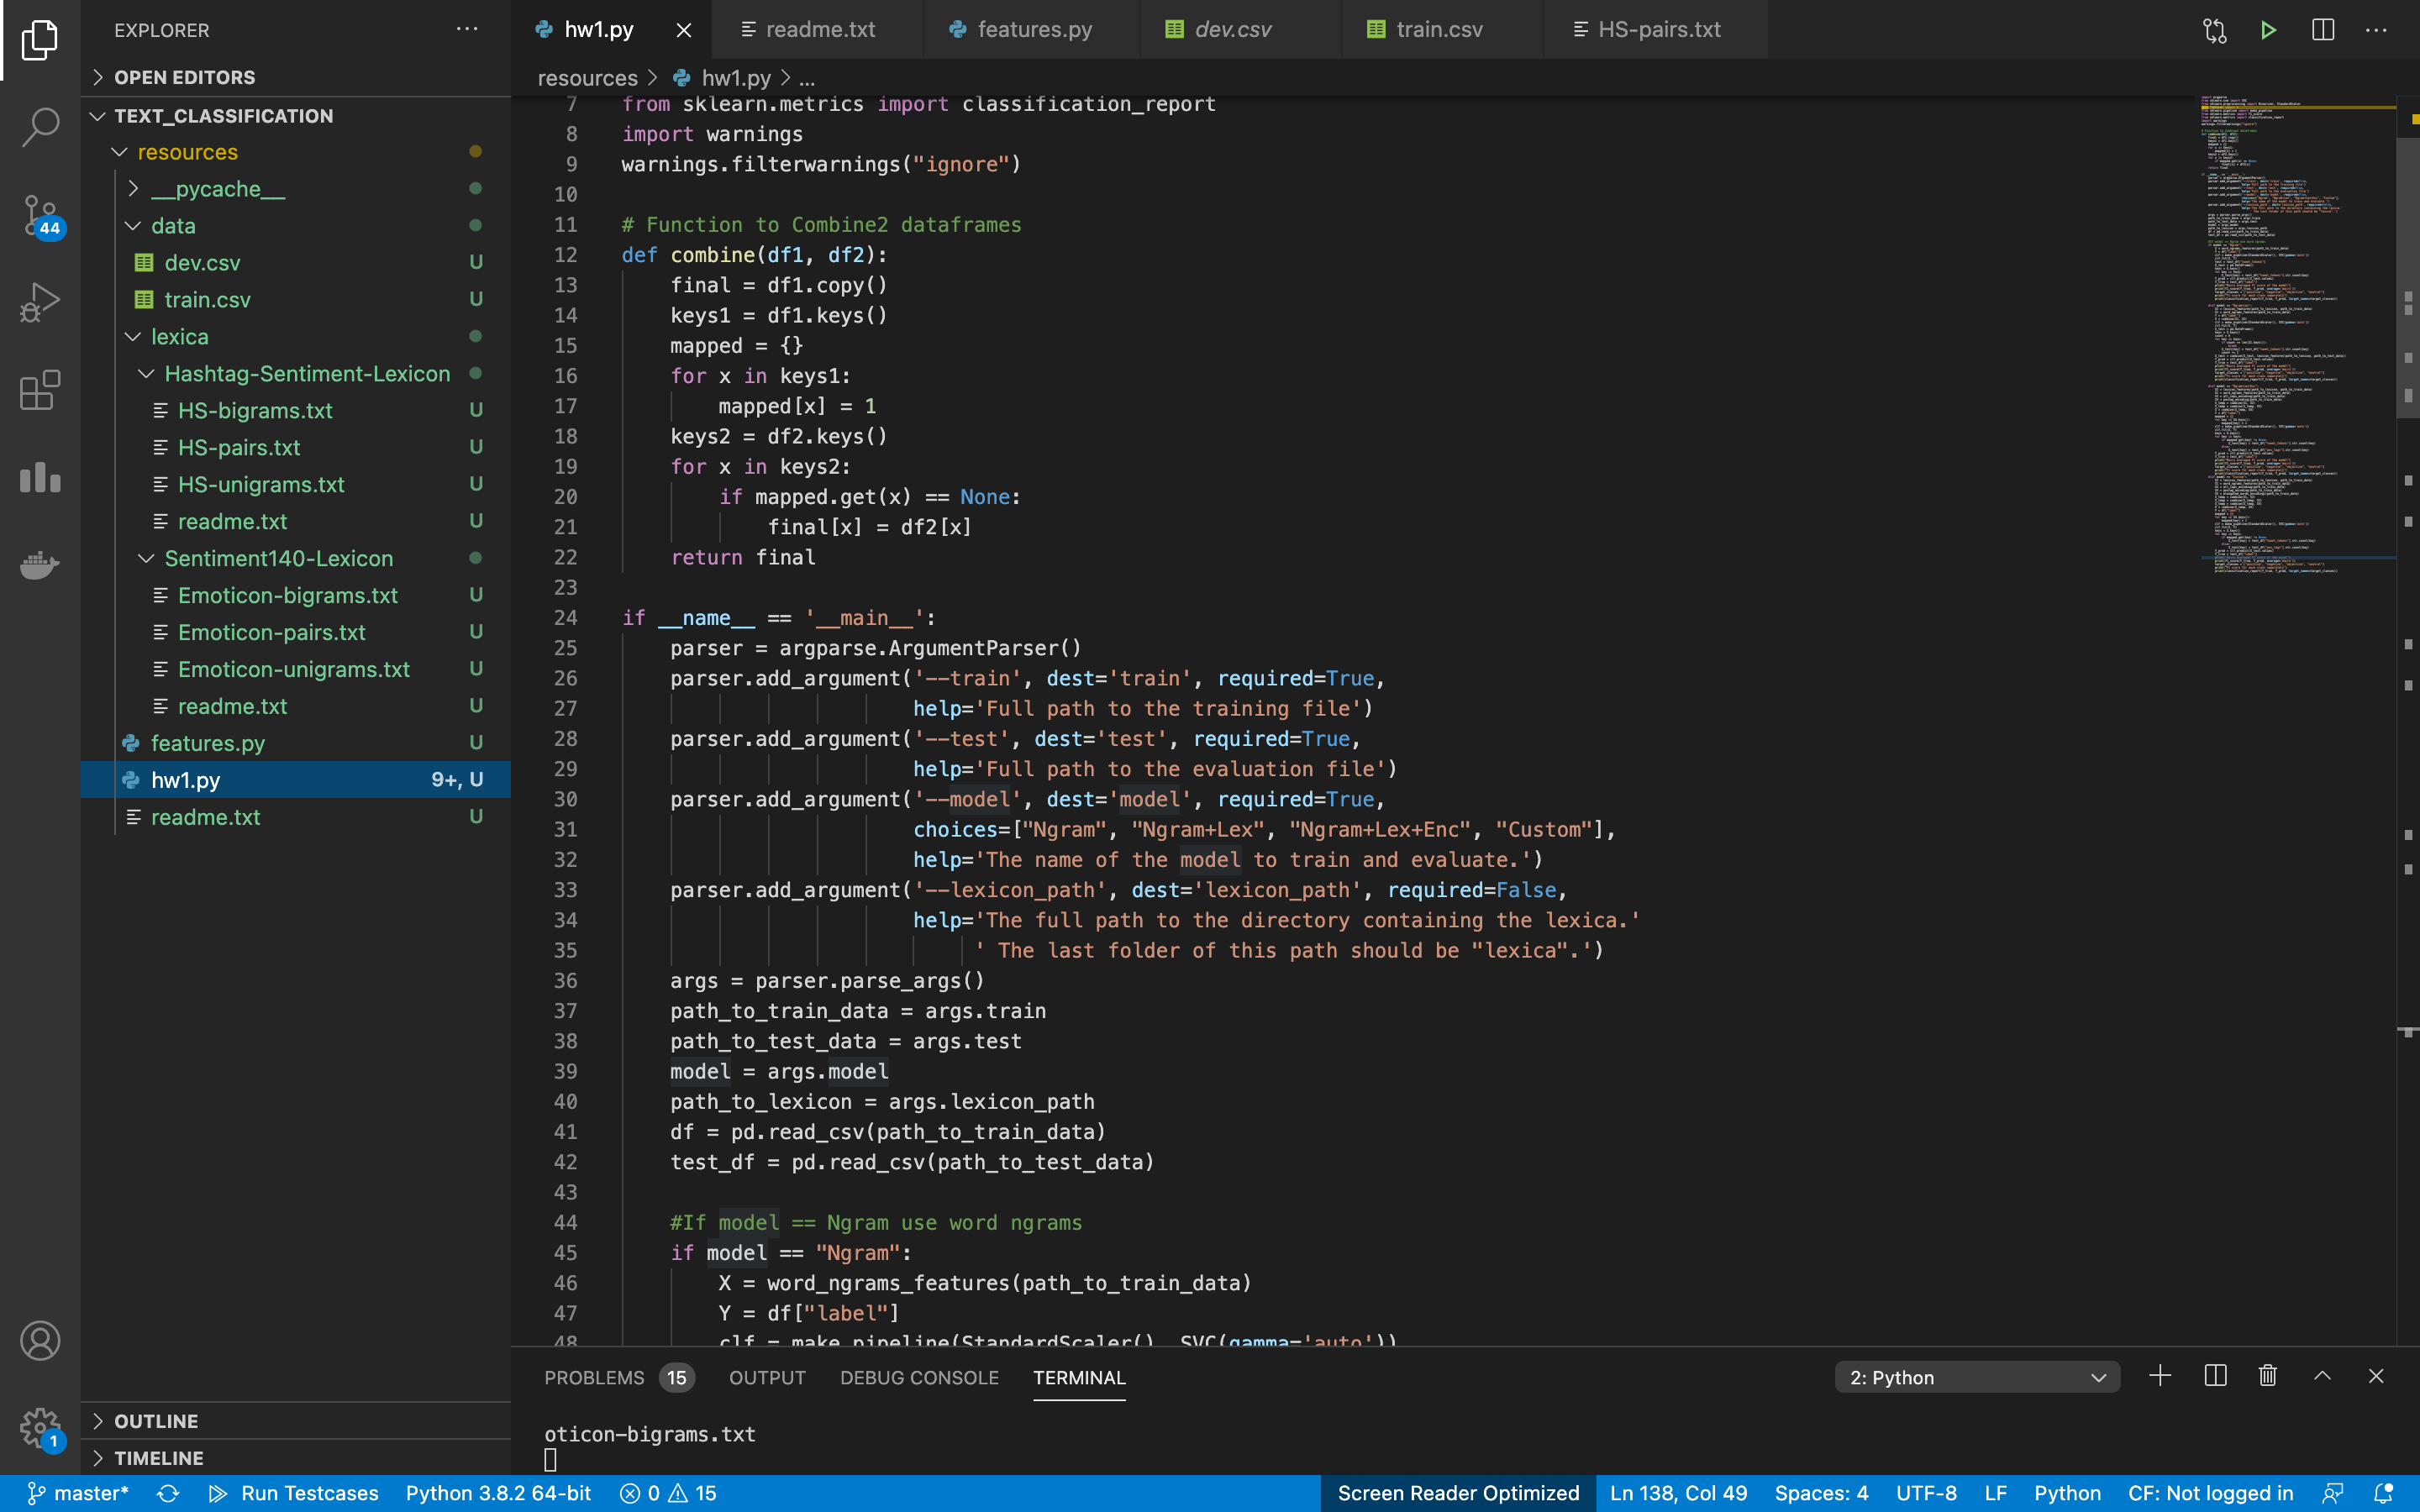 EXPLORER
OPEN EDITORS
TEXT_CLASSIFICATION
resources
__pycache__
data
dev.csv U
train.csv U
lexica
Hashtag-Sentiment-Lexicon
HS-bigrams.txt U
HS-pairs.txt U
HS-unigrams.txt U
readme.txt U
Sentiment140-Lexicon
Emoticon-bigrams.txt U
Emoticon-pairs.txt U
Emoticon-unigrams.txt U
readme.txt U
features.py U
hw1.py 9+, U
readme.txt U
OUTLINE
TIMELINE
44
1
hw1.py readme.txt features.py dev.csv train.csv HS-pairs.txt
resources > hw1.py > ...
7 from sklearn.metrics import classification_report
8 import warnings
9 warnings.filterwarnings("ignore")
10
11 # Function to Combine2 dataframes
12 def combine(df1, df2):
13 final = df1.copy()
14 keys1 = df1.keys()
15 mapped = {}
16 for x in keys1:
17 mapped[x] = 1
18 keys2 = df2.keys()
19 for x in keys2:
20 if mapped.get(x) == None:
21 final[x] = df2[x]
22 return final
23
24 if __name__ == '__main__':
25 parser = argparse.ArgumentParser()
26 parser.add_argument('--train', dest='train', required=True,
27 help='Full path to the training file')
28 parser.add_argument('--test', dest='test', required=True,
29 help='Full path to the evaluation file')
30 parser.add_argument('--model', dest='model', required=True,
31 choices=["Ngram", "Ngram+Lex", "Ngram+Lex+Enc", "Custom"],
32 help='The name of the model to train and evaluate.')
33 parser.add_argument('--lexicon_path', dest='lexicon_path', required=False,
34 help='The full path to the directory containing the lexica.'
35 ' The last folder of this path should be "lexica".')
36 args = parser.parse_args()
37 path_to_train_data = args.train
38 path_to_test_data = args.test
39 model = args.model
40 path_to_lexicon = args.lexicon_path
41 df = pd.read_csv(path_to_train_data)
42 test_df = pd.read_csv(path_to_test_data)
43
44 #If model == Ngram use word ngrams
45 if model == "Ngram":
46 X = word_ngrams_features(path_to_train_data)
47 Y = df["label"]
48 clf = make_pipeline(StandardScaler(), SVC(gamma='auto'))
PROBLEMS 15 OUTPUT DEBUG CONSOLE TERMINAL 2: Python
oticon-bigrams.txt
master* Run Testcases Python 3.8.2 64-bit 0 15 Screen Reader Optimized Ln 138, Col 49 Spaces: 4 UTF-8 LF Python CF: Not logged in